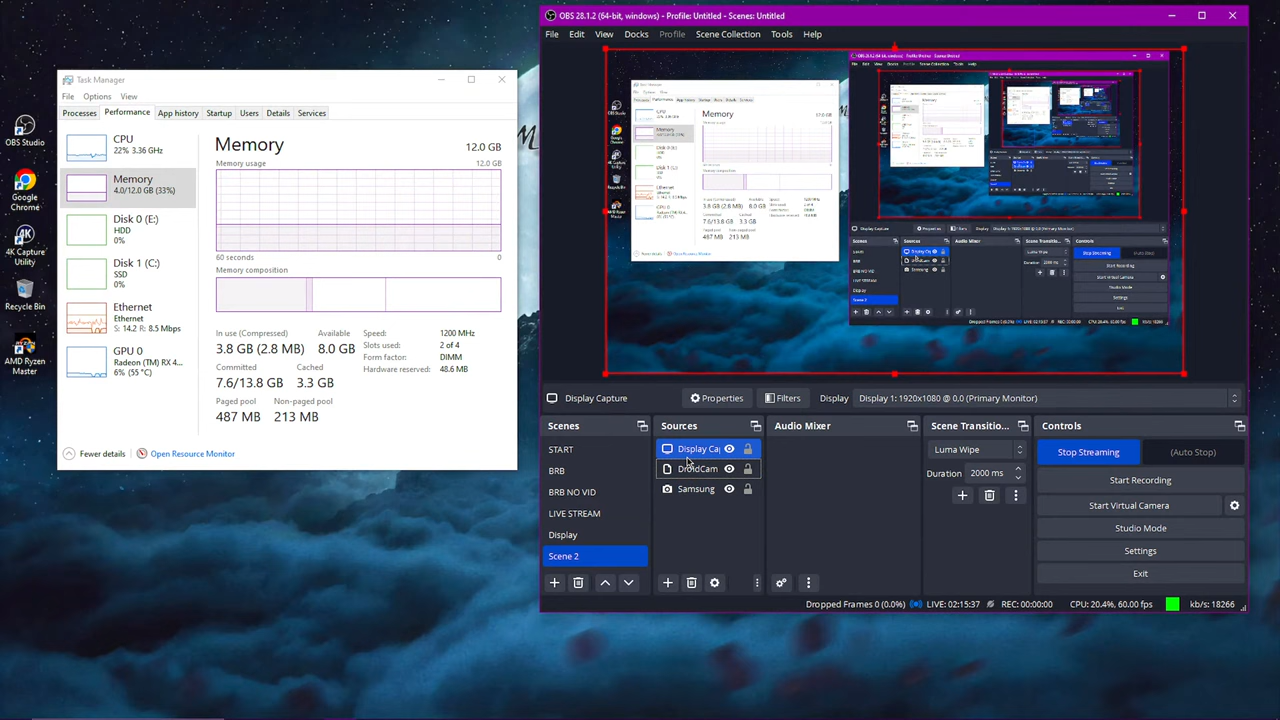 OBS Studio
Google Chrome
4K Capture Utility
Recycle Bin
AMD Ryzen Master
Task Manager
File Options View
Processes Performance App history Startup Users Details Services
CPU
22% 3.36 GHz
Memory
4.0/12.0 GB (33%)
HDD
0%
SSD
0%
Ethernet
Ethernet
S: 14.2 R: 8.5 Mbps
GPU 0
Radeon (TM) RX 4...
6% (55 °C)
Memory 12.0 GB
Memory usage 12.0 GB
60 seconds 0
Memory composition
In use (Compressed) Available
3.8 GB (2.8 MB) 8.0 GB
Committed Cached
7.6/13.8 GB 3.3 GB
Paged pool Non-paged pool
487 MB 213 MB
Speed: 1200 MHz
Slots used: 2 of 4
Form factor: DIMM
Hardware reserved: 48.6 MB
Fewer details Open Resource Monitor
OBS 28.1.2 (64-bit, windows) - Profile: Untitled - Scenes: Untitled
File Edit View Docks Profile Scene Collection Tools Help
Display Capture Properties Filters Display Display 1: 1920x1080 @ 0,0 (Primary Monitor)
Scenes
START
BRB
BRB NO VID
LIVE STREAM
Display
Scene 2
Sources
Display Ca
DroidCam
Samsung
Audio Mixer
Scene Transitio...
Luma Wipe
Duration 2000 ms
Controls
Stop Streaming (Auto Stop)
Start Recording
Start Virtual Camera
Studio Mode
Settings
Exit
Dropped Frames 0 (0.0%) LIVE: 02:15:37 REC: 00:00:00 CPU: 20.4%, 60.00 fps kb/s: 18266